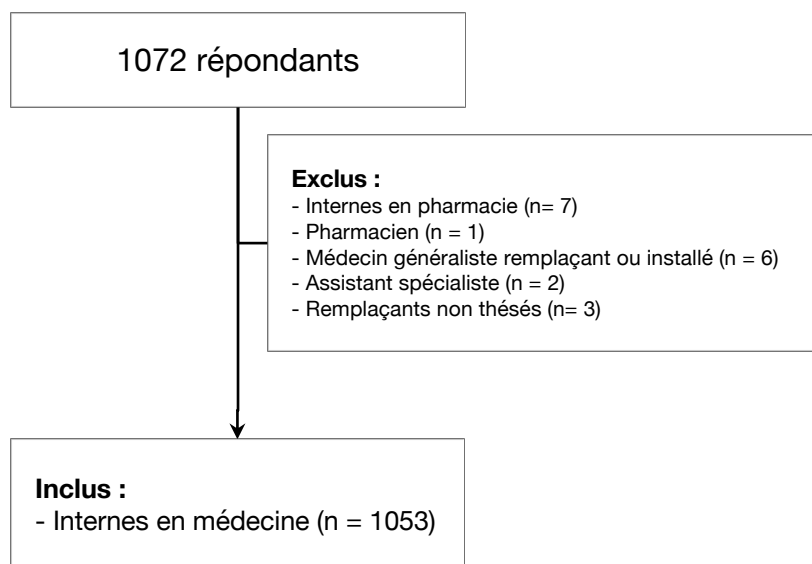 1072 répondants
Exclus :
- Internes en pharmacie (n= 7)
- Pharmacien (n = 1)
- Médecin généraliste remplaçant ou installé (n = 6)
- Assistant spécialiste (n = 2)
- Remplaçants non thésés (n= 3)
Inclus :
- Internes en médecine (n = 1053)